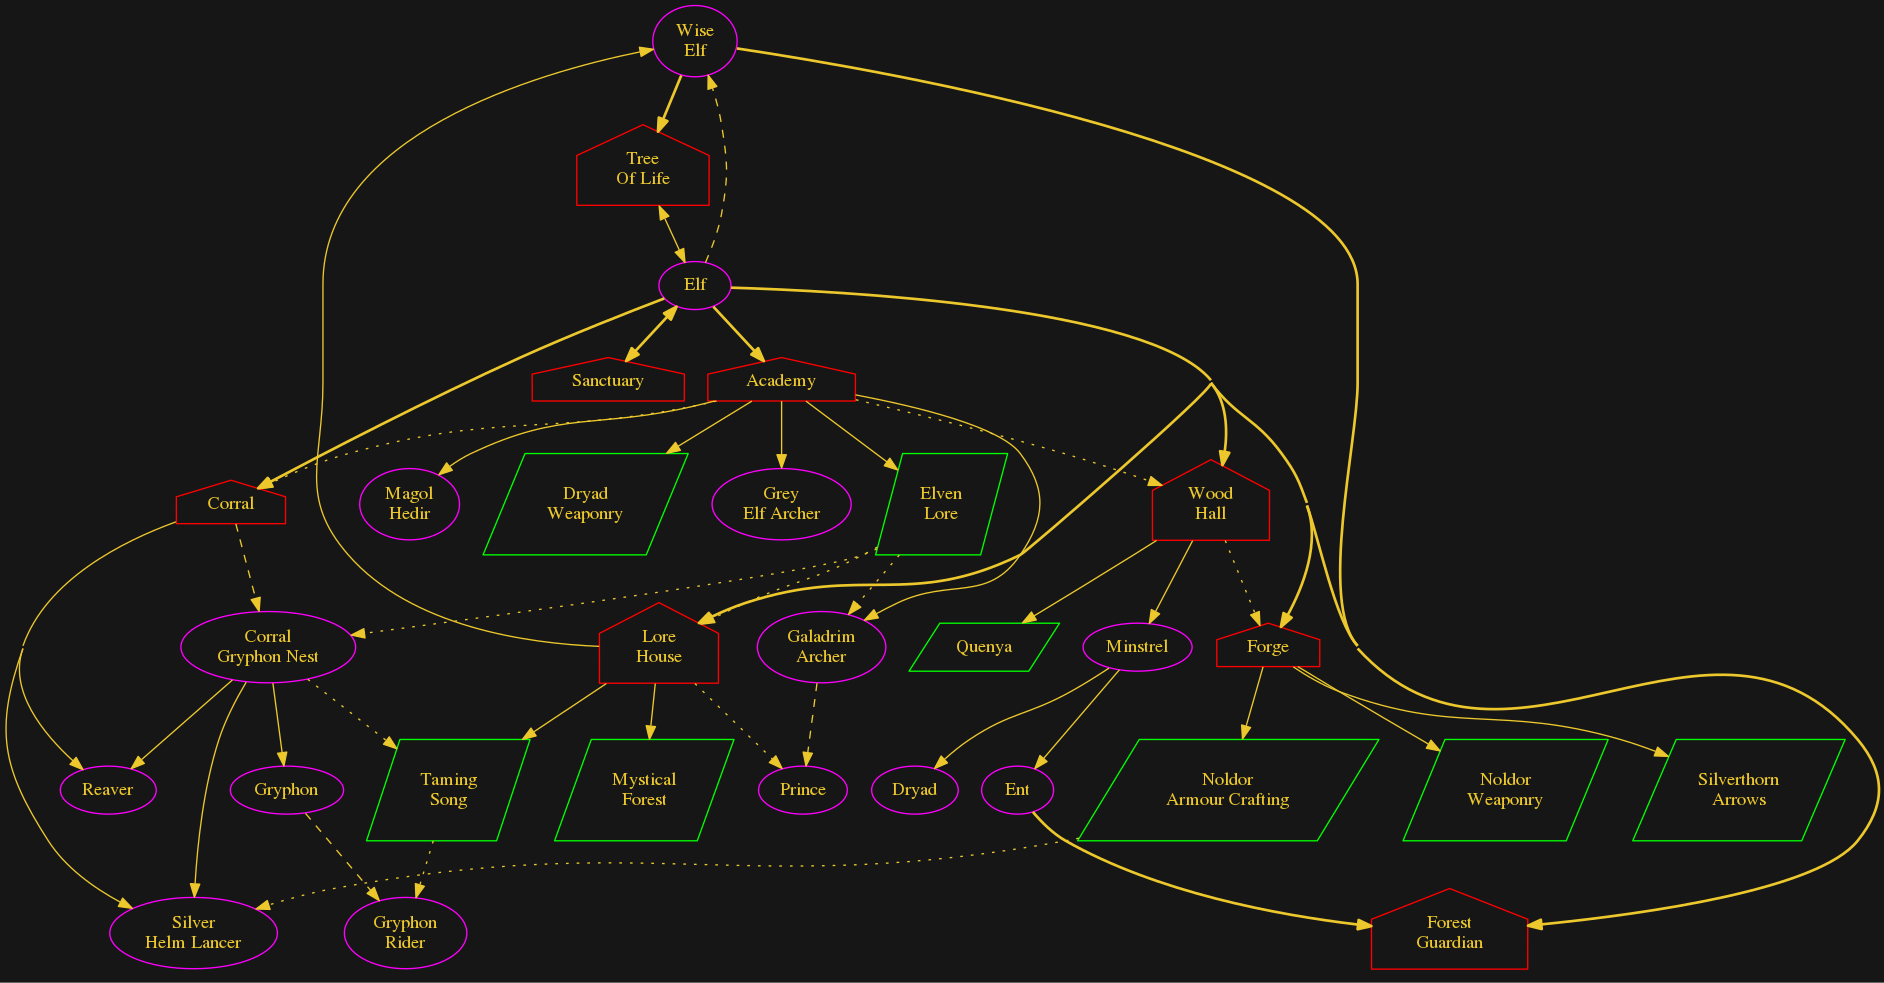 Wise
Elf
Tree
Of Life
Elf
Sanctuary
Academy
Corral
Magol
Hedir
Dryad
Weaponry
Grey
Elf Archer
Elven
Lore
Wood
Hall
Corral
Gryphon Nest
Lore
House
Galadrim
Archer
Quenya
Minstrel
Forge
Reaver
Gryphon
Taming
Song
Mystical
Forest
Prince
Dryad
Ent
Noldor
Armour Crafting
Noldor
Weaponry
Silverthorn
Arrows
Silver
Helm Lancer
Gryphon
Rider
Forest
Guardian